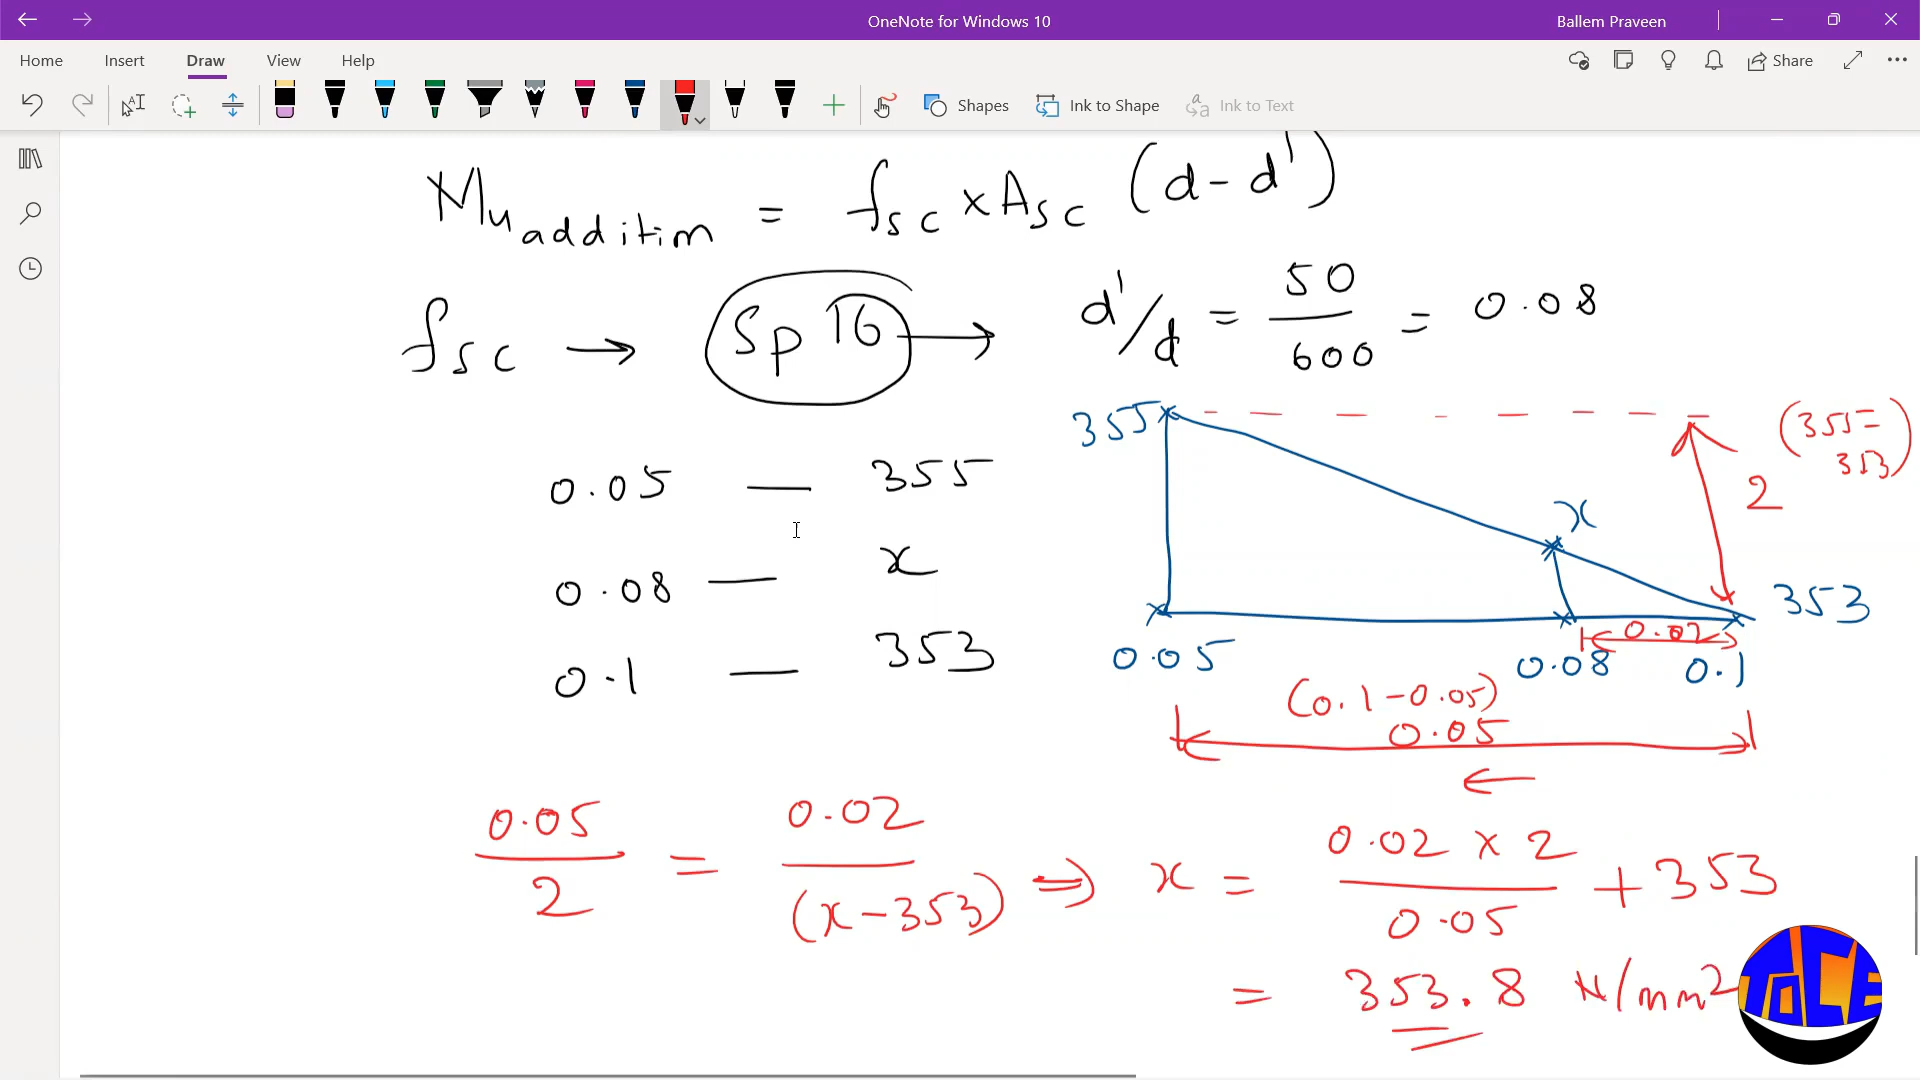 OneNote for Windows 10
Ballem Praveen
Home Insert Draw View Help
Share
Shapes Ink to Shape Ink to Text
Mu additim = fsc x Asc (d-d')
fsc → Sp 16 → d'/d = 50/600 = 0.08
0.05 — 355
0.08 — x
0.1 — 353
355
x
2
(355-
353)
353
0.02
0.05 0.08 0.1
(0.1-0.05)
0.05
←
0.05/2 = 0.02/(x-353) ⇒ x = 0.02 x 2/0.05 + 353
= 353.8 N/mm2
TOLE